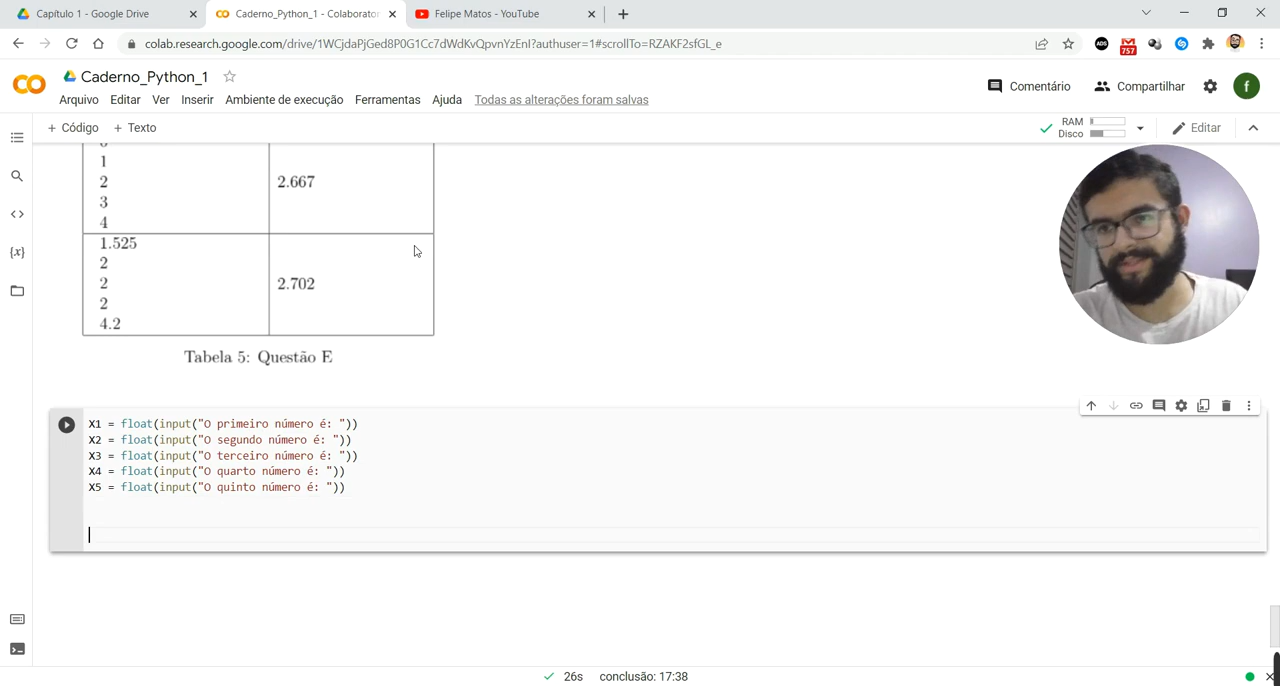 Capítulo 1 - Google Drive
Caderno_Python_1 - Colaborator
Felipe Matos - YouTube
colab.research.google.com/drive/1WCjdaPjGed8P0G1Cc7dWdKvQpvnYzEnI?authuser=1#scrollTo=RZAKF2sfGL_e
ABS
757
CO
Caderno_Python_1
Arquivo Editar Ver Inserir Ambiente de execução Ferramentas Ajuda Todas as alterações foram salvas
Comentário
Compartilhar
f
+ Código + Texto
RAM
Disco
Editar
1
2
3
4
2.667
1.525
2
2
2
4.2
2.702
Tabela 5: Questão E
{x}
X1 = float(input("O primeiro número é: "))
X2 = float(input("O segundo número é: "))
X3 = float(input("O terceiro número é: "))
X4 = float(input("O quarto número é: "))
X5 = float(input("O quinto número é: "))
26s conclusão: 17:38